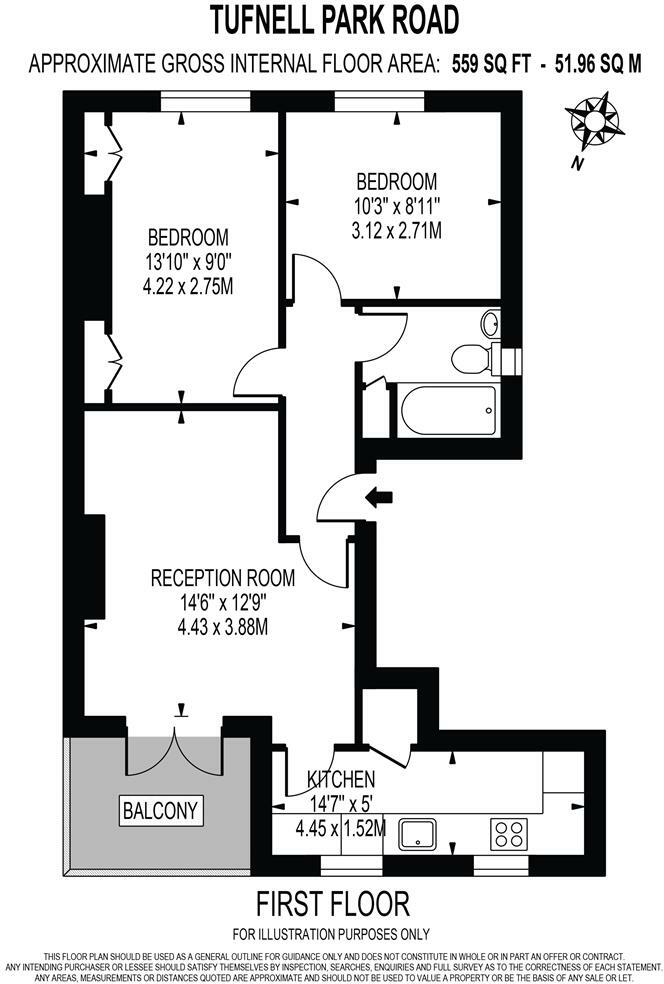 TUFNELL PARK ROAD
APPROXIMATE GROSS INTERNAL FLOOR AREA: 559 SQ FT - 51.96 SQ M
N
BEDROOM
10'3" x 8'11"
3.12 x 2.71M
BEDROOM
13'10" x 9'0"
4.22 x 2.75M
RECEPTION ROOM
14'6" x 12'9"
4.43 x 3.88M
KITCHEN
14'7" x 5'
4.45 x 1.52M
BALCONY
FIRST FLOOR
FOR ILLUSTRATION PURPOSES ONLY
THIS FLOOR PLAN SHOULD BE USED AS A GENERAL OUTLINE FOR GUIDANCE ONLY AND DOES NOT CONSTITUTE IN WHOLE OR IN PART AN OFFER OR CONTRACT.
ANY INTENDING PURCHASER OR LESSEE SHOULD SATISFY THEMSELVES BY INSPECTION, SEARCHES, ENQUIRIES AND FULL SURVEY AS TO THE CORRECTNESS OF EACH STATEMENT.
ANY AREAS, MEASUREMENTS OR DISTANCES QUOTED ARE APPROXIMATE AND SHOULD NOT BE USED TO VALUE A PROPERTY OR BE THE BASIS OF ANY SALE OR LET.